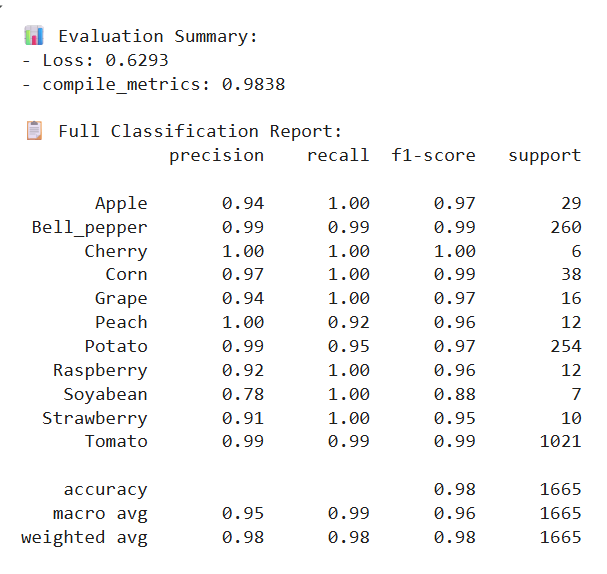 📊 Evaluation Summary:
- Loss: 0.6293
- compile_metrics: 0.9838
📋 Full Classification Report:
precision recall f1-score support
Apple 0.94 1.00 0.97 29
Bell_pepper 0.99 0.99 0.99 260
Cherry 1.00 1.00 1.00 6
Corn 0.97 1.00 0.99 38
Grape 0.94 1.00 0.97 16
Peach 1.00 0.92 0.96 12
Potato 0.99 0.95 0.97 254
Raspberry 0.92 1.00 0.96 12
Soyabean 0.78 1.00 0.88 7
Strawberry 0.91 1.00 0.95 10
Tomato 0.99 0.99 0.99 1021
accuracy 0.98 1665
macro avg 0.95 0.99 0.96 1665
weighted avg 0.98 0.98 0.98 1665